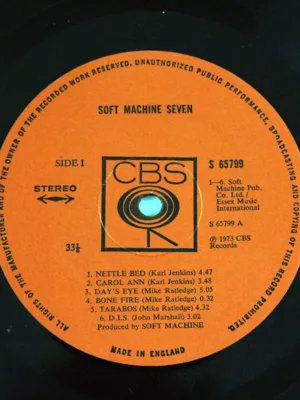 ALL RIGHTS OF THE MANUFACTURER AND OF THE OWNER OF THE RECORDED WORK RESERVED. UNAUTHORIZED PUBLIC PERFORMANCE, BROADCASTING AND COPYING OF THIS RECORD PROHIBITED.
SOFT MACHINE SEVEN
SIDE 1
CBS
S 65799
STEREO
1—6. Soft
Machine Pub.
Co. Ltd./
Essex Music
International
S 65799 A
33⅓
℗ 1973 CBS
Records
1. NETTLE BED (Karl Jenkins) 4.47
2. CAROL ANN (Karl Jenkins) 3.48
3. DAY'S EYE (Mike Ratledge) 5.05
4. BONE FIRE (Mike Ratledge) 0.32
5. TARABOS (Mike Ratledge) 4.32
6. D.I.S. (John Marshall) 3.02
Produced by SOFT MACHINE
MADE IN ENGLAND